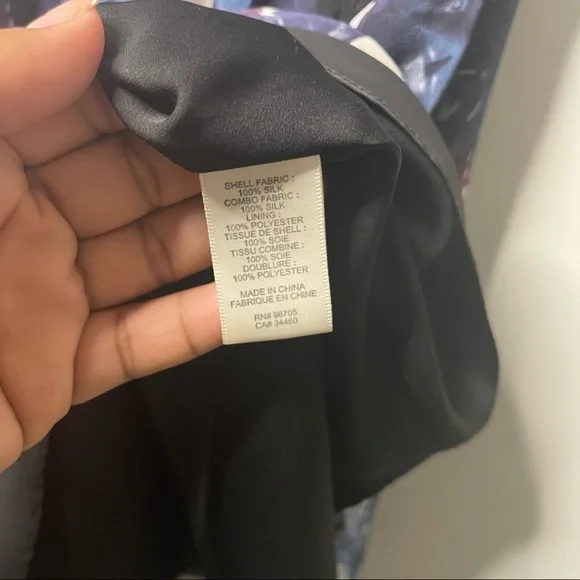 SHELL FABRIC :
100% SILK
COMBO FABRIC :
100% SILK
LINING :
100% POLYESTER
TISSUE DE SHELL :
100% SOIE
TISSU COMBINE :
100% SOIE
DOUBLURE :
100% POLYESTER
MADE IN CHINA
FABRIQUE EN CHINE
RN# 96705
CA# 34460